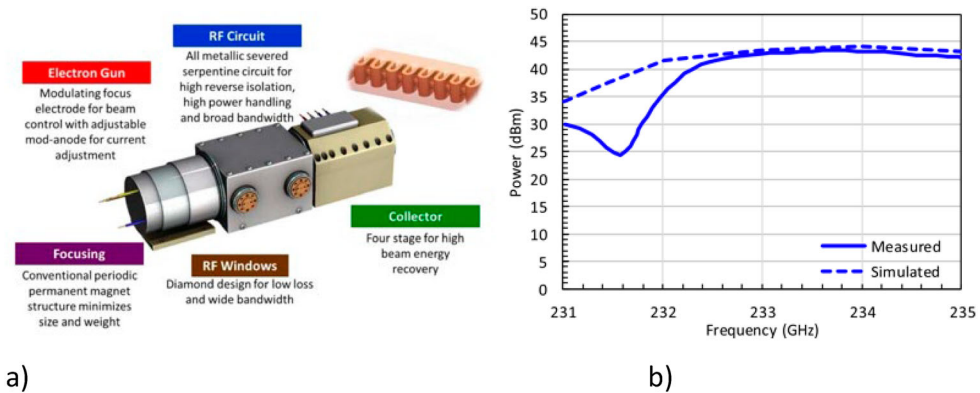 RF Circuit
All metallic severed
serpentine circuit for
high reverse isolation,
high power handling
and broad bandwidth
Electron Gun
Modulating focus
electrode for beam
control with adjustable
mod-anode for current
adjustment
Collector
Four stage for high
beam energy
recovery
Focusing
Conventional periodic
permanent magnet
structure minimizes
size and weight
RF Windows
Diamond design for low loss
and wide bandwidth
a)
50
45
40
35
30
25
20
15
10
5
0
Power (dBm)
Measured
Simulated
231 232 233 234 235
Frequency (GHz)
b)